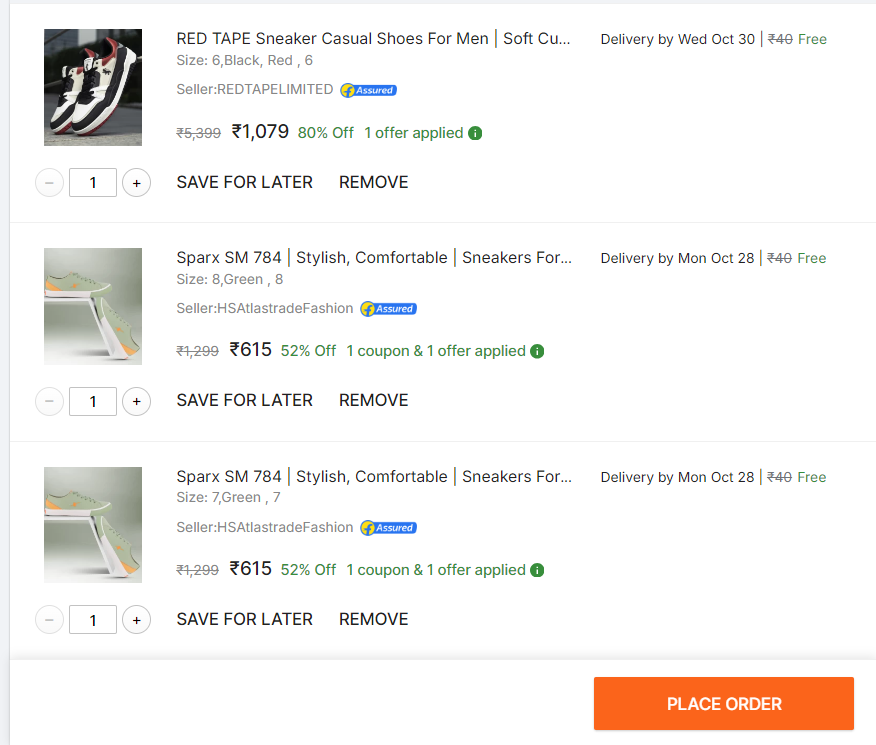 RED TAPE Sneaker Casual Shoes For Men | Soft Cu...
Delivery by Wed Oct 30 | ₹40 Free
Size: 6,Black, Red , 6
Seller:REDTAPELIMITED Assured
₹5,399 ₹1,079 80% Off 1 offer applied
1
SAVE FOR LATER REMOVE
Sparx SM 784 | Stylish, Comfortable | Sneakers For...
Delivery by Mon Oct 28 | ₹40 Free
Size: 8,Green , 8
Seller:HSAtlastradeFashion Assured
₹1,299 ₹615 52% Off 1 coupon & 1 offer applied
1
SAVE FOR LATER REMOVE
Sparx SM 784 | Stylish, Comfortable | Sneakers For...
Delivery by Mon Oct 28 | ₹40 Free
Size: 7,Green , 7
Seller:HSAtlastradeFashion Assured
₹1,299 ₹615 52% Off 1 coupon & 1 offer applied
1
SAVE FOR LATER REMOVE
PLACE ORDER